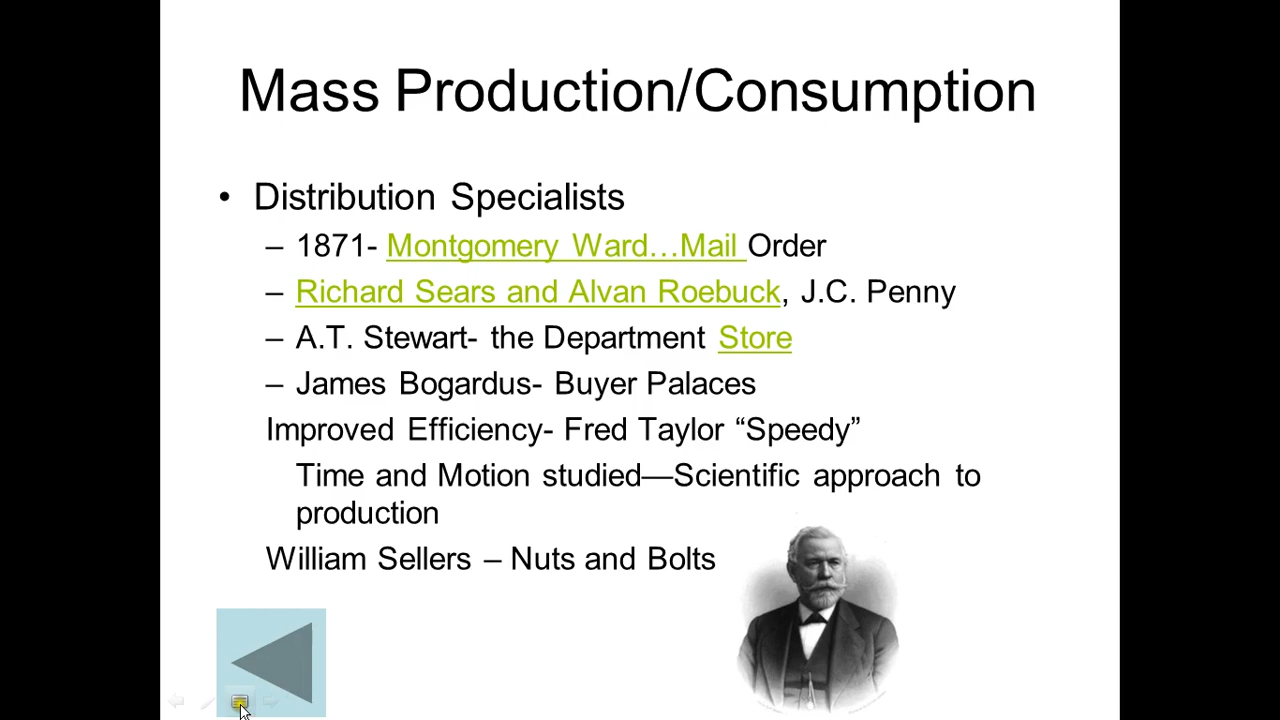 Mass Production/Consumption
• Distribution Specialists
– 1871- Montgomery Ward…Mail Order
– Richard Sears and Alvan Roebuck, J.C. Penny
– A.T. Stewart- the Department Store
– James Bogardus- Buyer Palaces
Improved Efficiency- Fred Taylor “Speedy”
Time and Motion studied—Scientific approach to
production
William Sellers – Nuts and Bolts